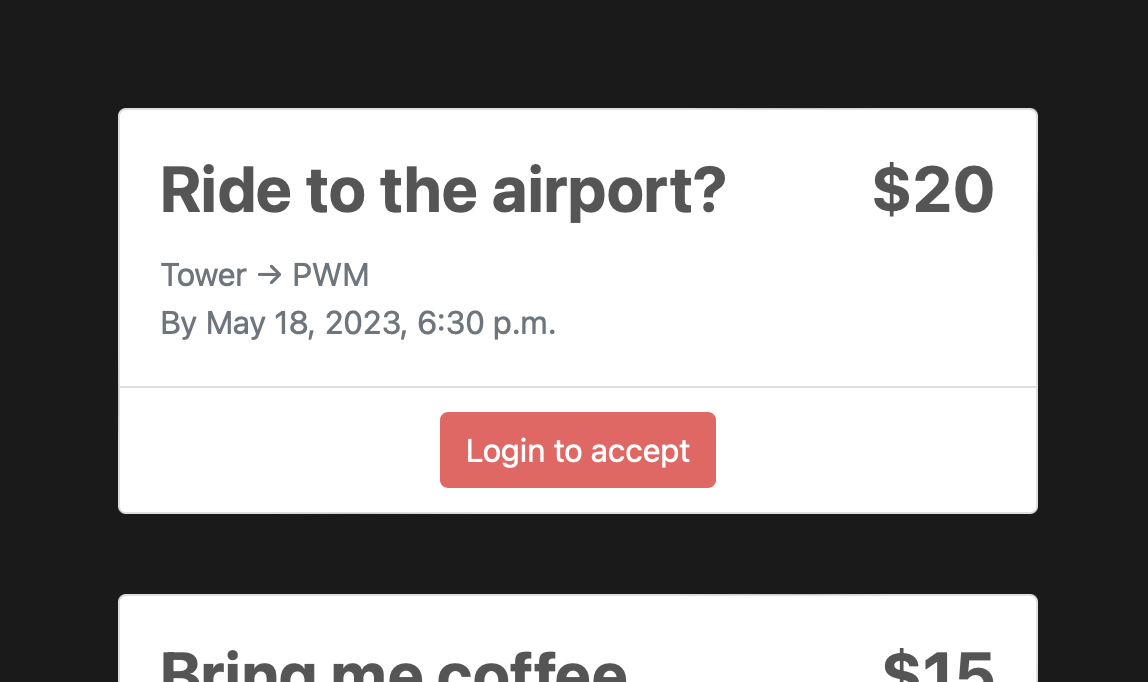 Ride to the airport? $20
Tower → PWM
By May 18, 2023, 6:30 p.m.
Login to accept
Bring me coffee $15